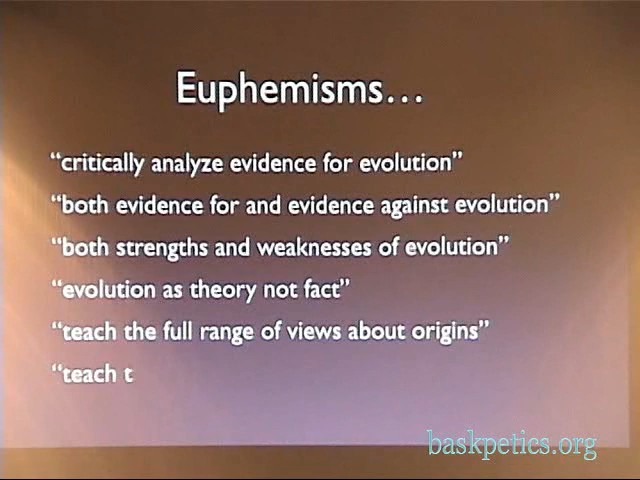 Euphemisms…
“critically analyze evidence for evolution”
“both evidence for and evidence against evolution”
“both strengths and weaknesses of evolution”
“evolution as theory not fact”
“teach the full range of views about origins”
“teach t
baskpetics.org